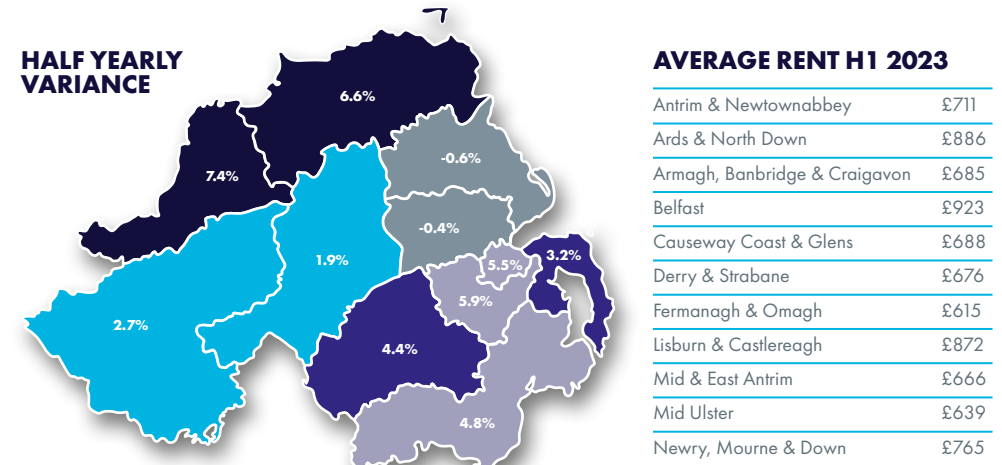 HALF YEARLY
VARIANCE
6.6%
7.4%
-0.6%
-0.4%
1.9%
5.5%
3.2%
5.9%
2.7%
4.4%
4.8%
AVERAGE RENT H1 2023
Antrim & Newtownabbey £711
Ards & North Down £886
Armagh, Banbridge & Craigavon £685
Belfast £923
Causeway Coast & Glens £688
Derry & Strabane £676
Fermanagh & Omagh £615
Lisburn & Castlereagh £872
Mid & East Antrim £666
Mid Ulster £639
Newry, Mourne & Down £765